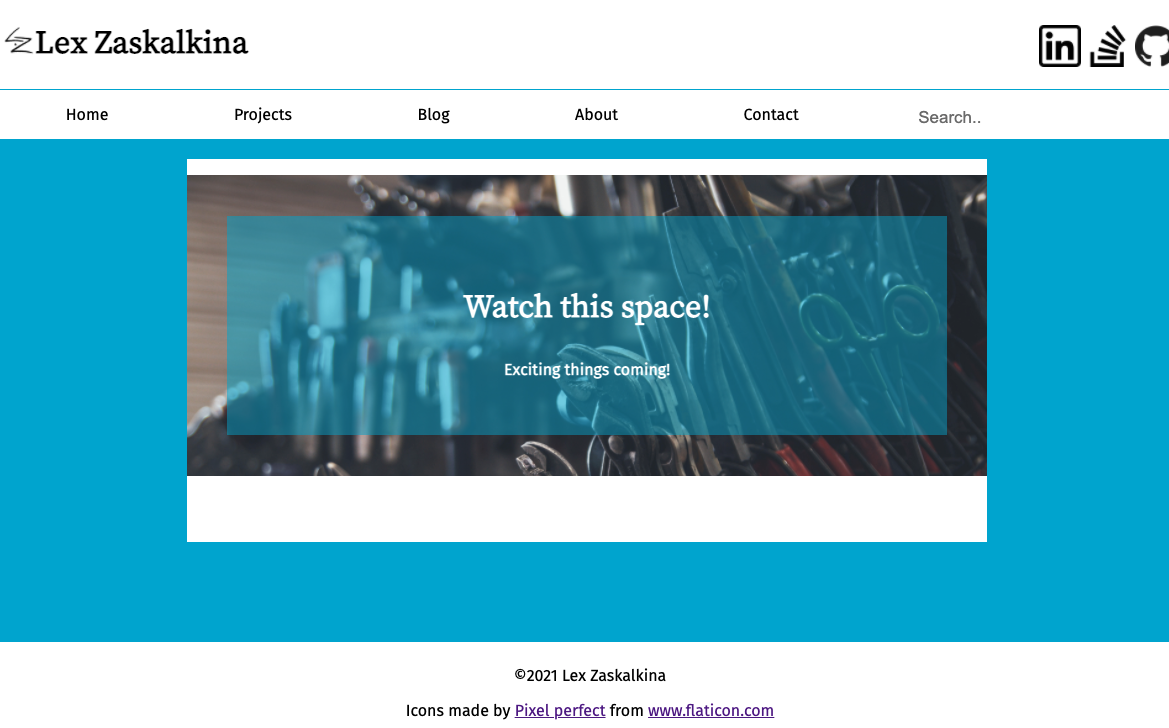 Lex Zaskalkina
in
Home Projects Blog About Contact Search..
Watch this space!
Exciting things coming!
©2021 Lex Zaskalkina
Icons made by Pixel perfect from www.flaticon.com